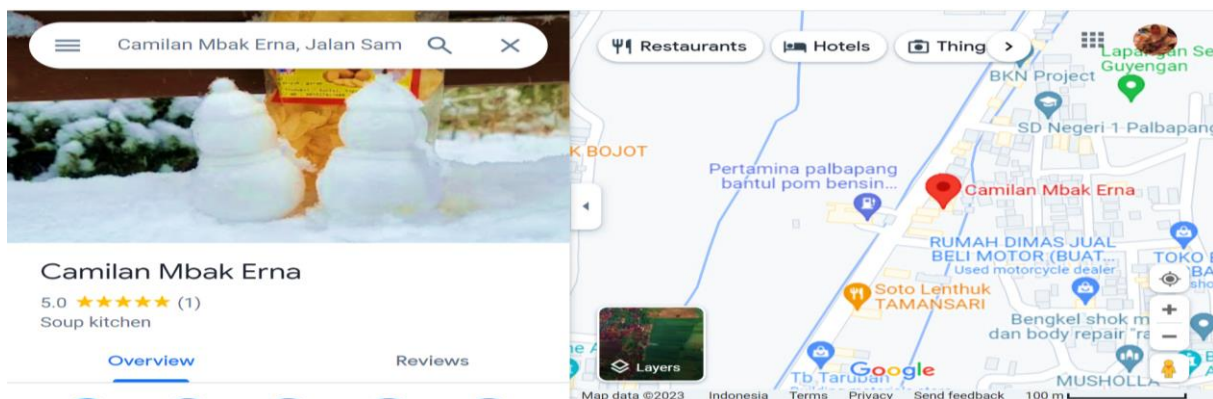 Camilan Mbak Erna, Jalan Sam
Camilan Mbak Erna
5.0 ★★★★★ (1)
Soup kitchen
Overview
Reviews
Restaurants
Hotels
Thing
Guyengan
BKN Project
SD Negeri 1 Palbapang
K BOJOT
Pertamina palbapang
bantul pom bensin...
Camilan Mbak Erna
RUMAH DIMAS JUAL
BELI MOTOR (BUAT...
Used motorcycle dealer
TOKO
Soto Lenthuk
TAMANSARI
Bengkel shok m
dan body repair "ra
Layers
Tb Taruban
Google
MUSHOLLA
Map data ©2023
Indonesia
Terms
Privacy
Send feedback
100 m